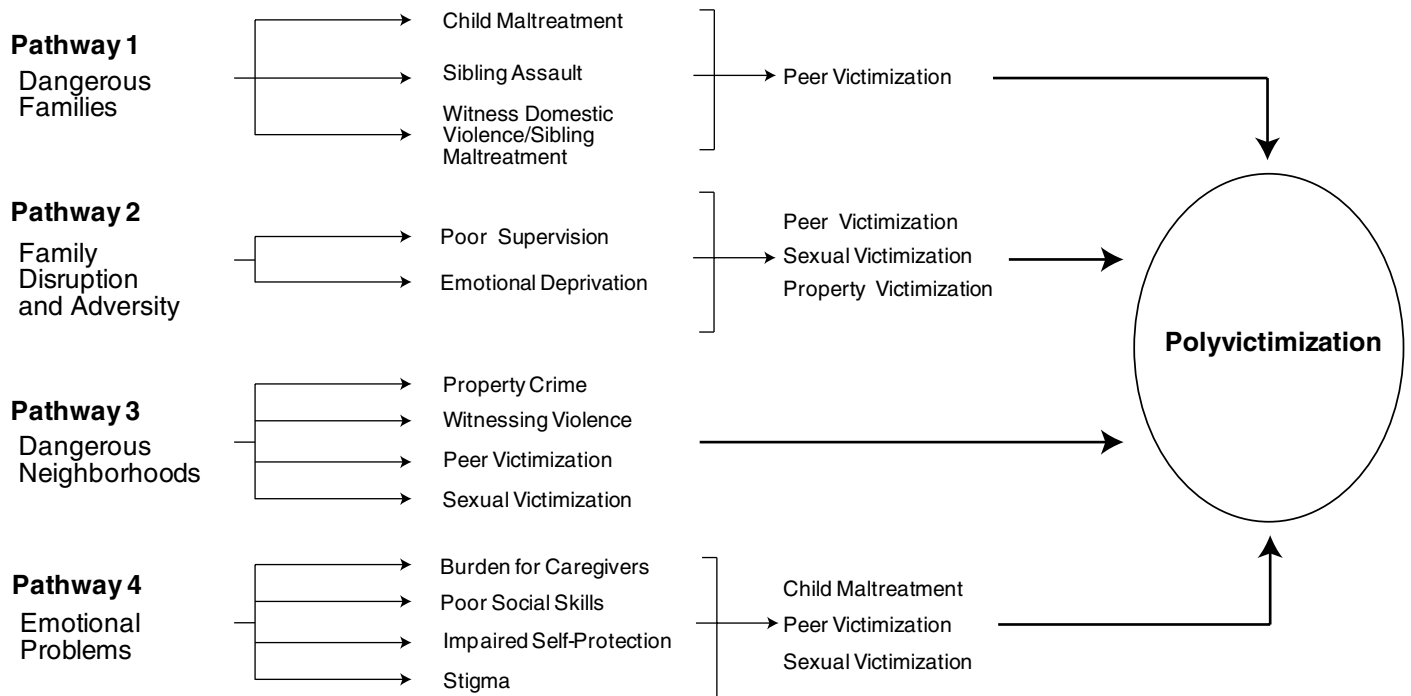 Pathway 1
Dangerous
Families
Child Maltreatment
Sibling Assault
Witness Domestic
Violence/Sibling
Maltreatment
Peer Victimization
Pathway 2
Family
Disruption
and Adversity
Poor Supervision
Emotional Deprivation
Peer Victimization
Sexual Victimization
Property Victimization
Polyvictimization
Pathway 3
Dangerous
Neighborhoods
Property Crime
Witnessing Violence
Peer Victimization
Sexual Victimization
Pathway 4
Emotional
Problems
Burden for Caregivers
Poor Social Skills
Impaired Self-Protection
Stigma
Child Maltreatment
Peer Victimization
Sexual Victimization